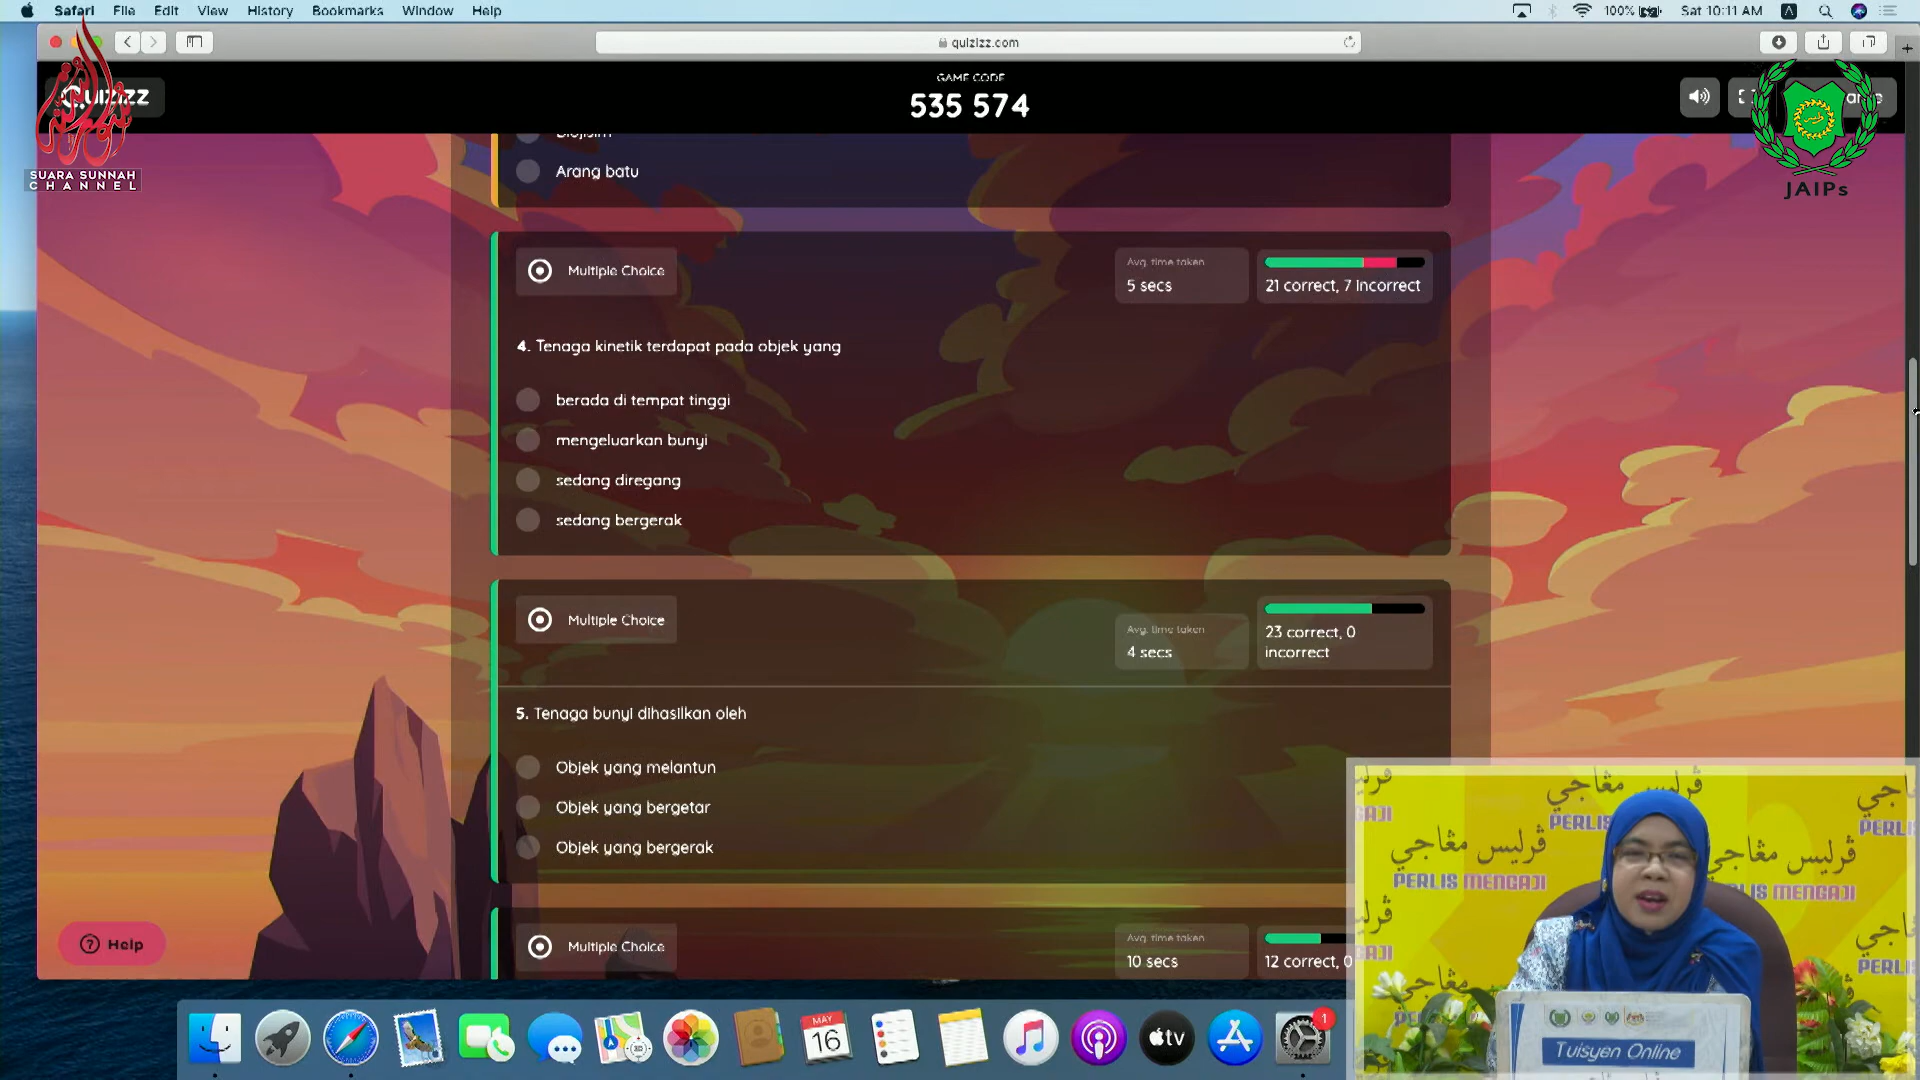 Safari File Edit View History Bookmarks Window Help
100% Sat 10:11 AM
quizizz.com
GAME CODE
535 574
SUARA SUNNAH
CHANNEL
JAIPs
Arang batu
Multiple Choice
Avg. time taken
5 secs
21 correct, 7 incorrect
4. Tenaga kinetik terdapat pada objek yang
berada di tempat tinggi
mengeluarkan bunyi
sedang diregang
sedang bergerak
Multiple Choice
Avg. time taken
4 secs
23 correct, 0
incorrect
5. Tenaga bunyi dihasilkan oleh
Objek yang melantun
Objek yang bergetar
Objek yang bergerak
Multiple Choice
Avg. time taken
10 secs
12 correct, 0
Help
ڤرليس مڠاجي
PERLIS MENGAJI
MAY
16
tv
1
Tuisyen Online